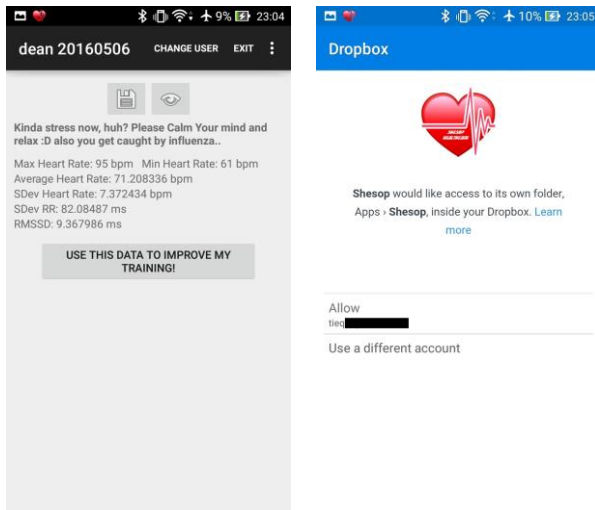 9% 23:04
dean 20160506 CHANGE USER EXIT
Kinda stress now, huh? Please Calm Your mind and
relax :D also you get caught by influenza..
Max Heart Rate: 95 bpm Min Heart Rate: 61 bpm
Average Heart Rate: 71.208336 bpm
SDev Heart Rate: 7.372434 bpm
SDev RR: 82.08487 ms
RMSSD: 9.367986 ms
USE THIS DATA TO IMPROVE MY
TRAINING!
10% 23:05
Dropbox
SHESOP
HEALTHCARE
Shesop would like access to its own folder,
Apps › Shesop, inside your Dropbox. Learn
more
Allow
tieq
Use a different account